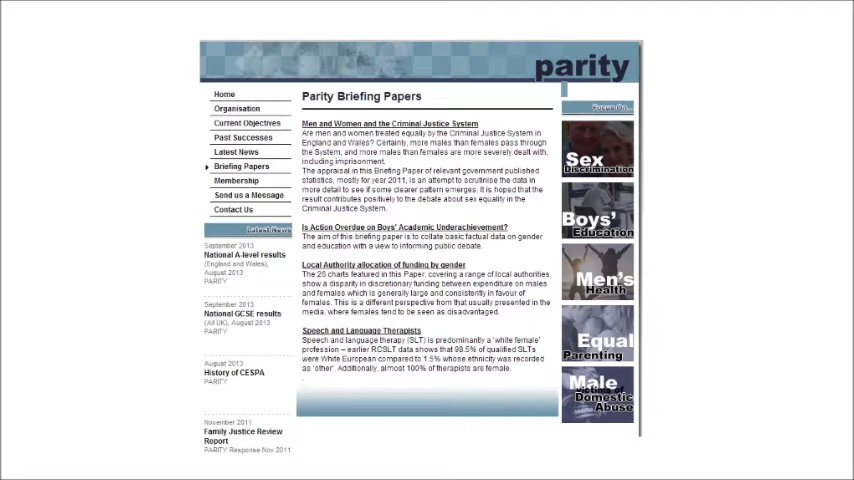 parity
Home
Organisation
Current Objectives
Past Successes
Latest News
Briefing Papers
Membership
Send us a Message
Contact Us
Latest News
September 2013
National A-level results
(England and Wales),
August 2013
PARITY
September 2013
National GCSE results
(All UK), August 2013
PARITY
August 2013
History of CESPA
PARITY
November 2011
Family Justice Review
Report
PARITY Response Nov 2011
Parity Briefing Papers
Men and Women and the Criminal Justice System
Are men and women treated equally by the Criminal Justice System in
England and Wales? Certainly, more males than females pass through
the System, and more males than females are more severely dealt with,
including imprisonment.
The appraisal in this Briefing Paper of relevant government published
statistics, mostly for year 2011, is an attempt to scrutinise the data in
more detail to see if some clearer pattern emerges. It is hoped that the
result contributes positively to the debate about sex equality in the
Criminal Justice System.
Is Action Overdue on Boys' Academic Underachievement?
The aim of this briefing paper is to collate basic factual data on gender
and education with a view to informing public debate.
Local Authority allocation of funding by gender
The 26 charts featured in this Paper, covering a range of local authorities,
show a disparity in discretionary funding between expenditure on males
and females which is generally large and consistently in favour of
females. This is a different perspective from that usually presented in the
media, where females tend to be seen as disadvantaged.
Speech and Language Therapists
Speech and language therapy (SLT) is predominantly a 'white female'
profession – earlier RCSLT data shows that 98.5% of qualified SLTs
were White European compared to 1.5% whose ethnicity was recorded
as 'other'. Additionally, almost 100% of therapists are female.
Focus On...
Sex
Discrimination
Boys'
Education
Men's
Health
Equal
Parenting
Male
victims of
Domestic
Abuse